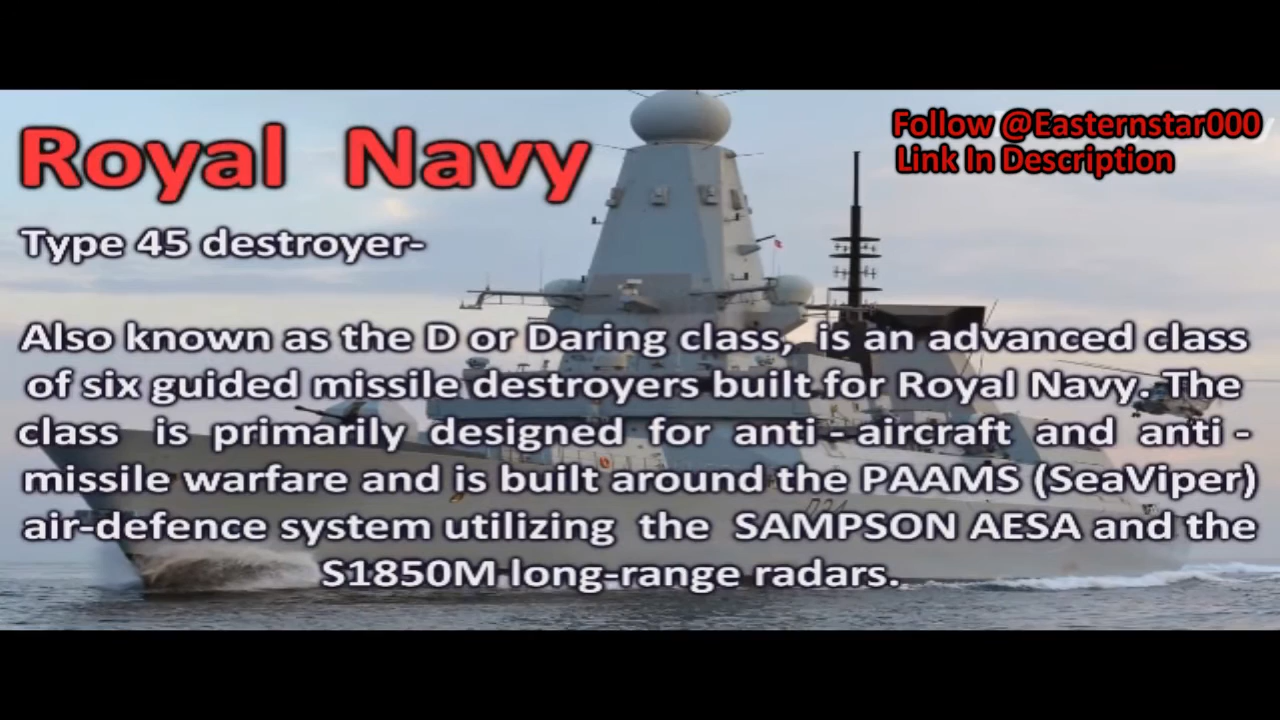 Royal Navy
Follow @Easternstar000
Link In Description
Type 45 destroyer-
Also known as the D or Daring class, is an advanced class
of six guided missile destroyers built for Royal Navy. The
class is primarily designed for anti - aircraft and anti -
missile warfare and is built around the PAAMS (SeaViper)
air-defence system utilizing the SAMPSON AESA and the
S1850M long-range radars.